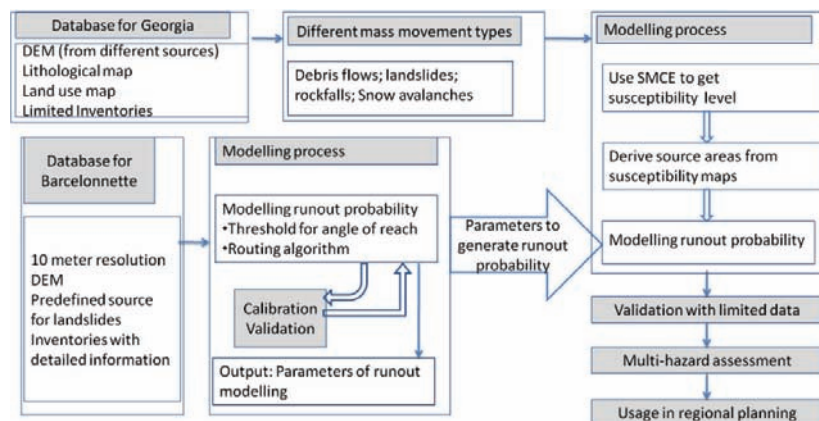 Database for Georgia
DEM (from different sources)
Lithological map
Land use map
Limited Inventories
Different mass movement types
Debris flows; landslides;
rockfalls; Snow avalanches
Modelling process
Use SMCE to get
susceptibility level
Derive source areas from
susceptibility maps
Modelling runout probability
Database for
Barcelonnette
10 meter resolution
DEM
Predefined source
for landslides
Inventories with
detailed information
Modelling process
Modelling runout probability
•Threshold for angle of reach
•Routing algorithm
Calibration
Validation
Output: Parameters of runout
modelling
Parameters to
generate runout
probability
Validation with limited data
Multi-hazard assessment
Usage in regional planning